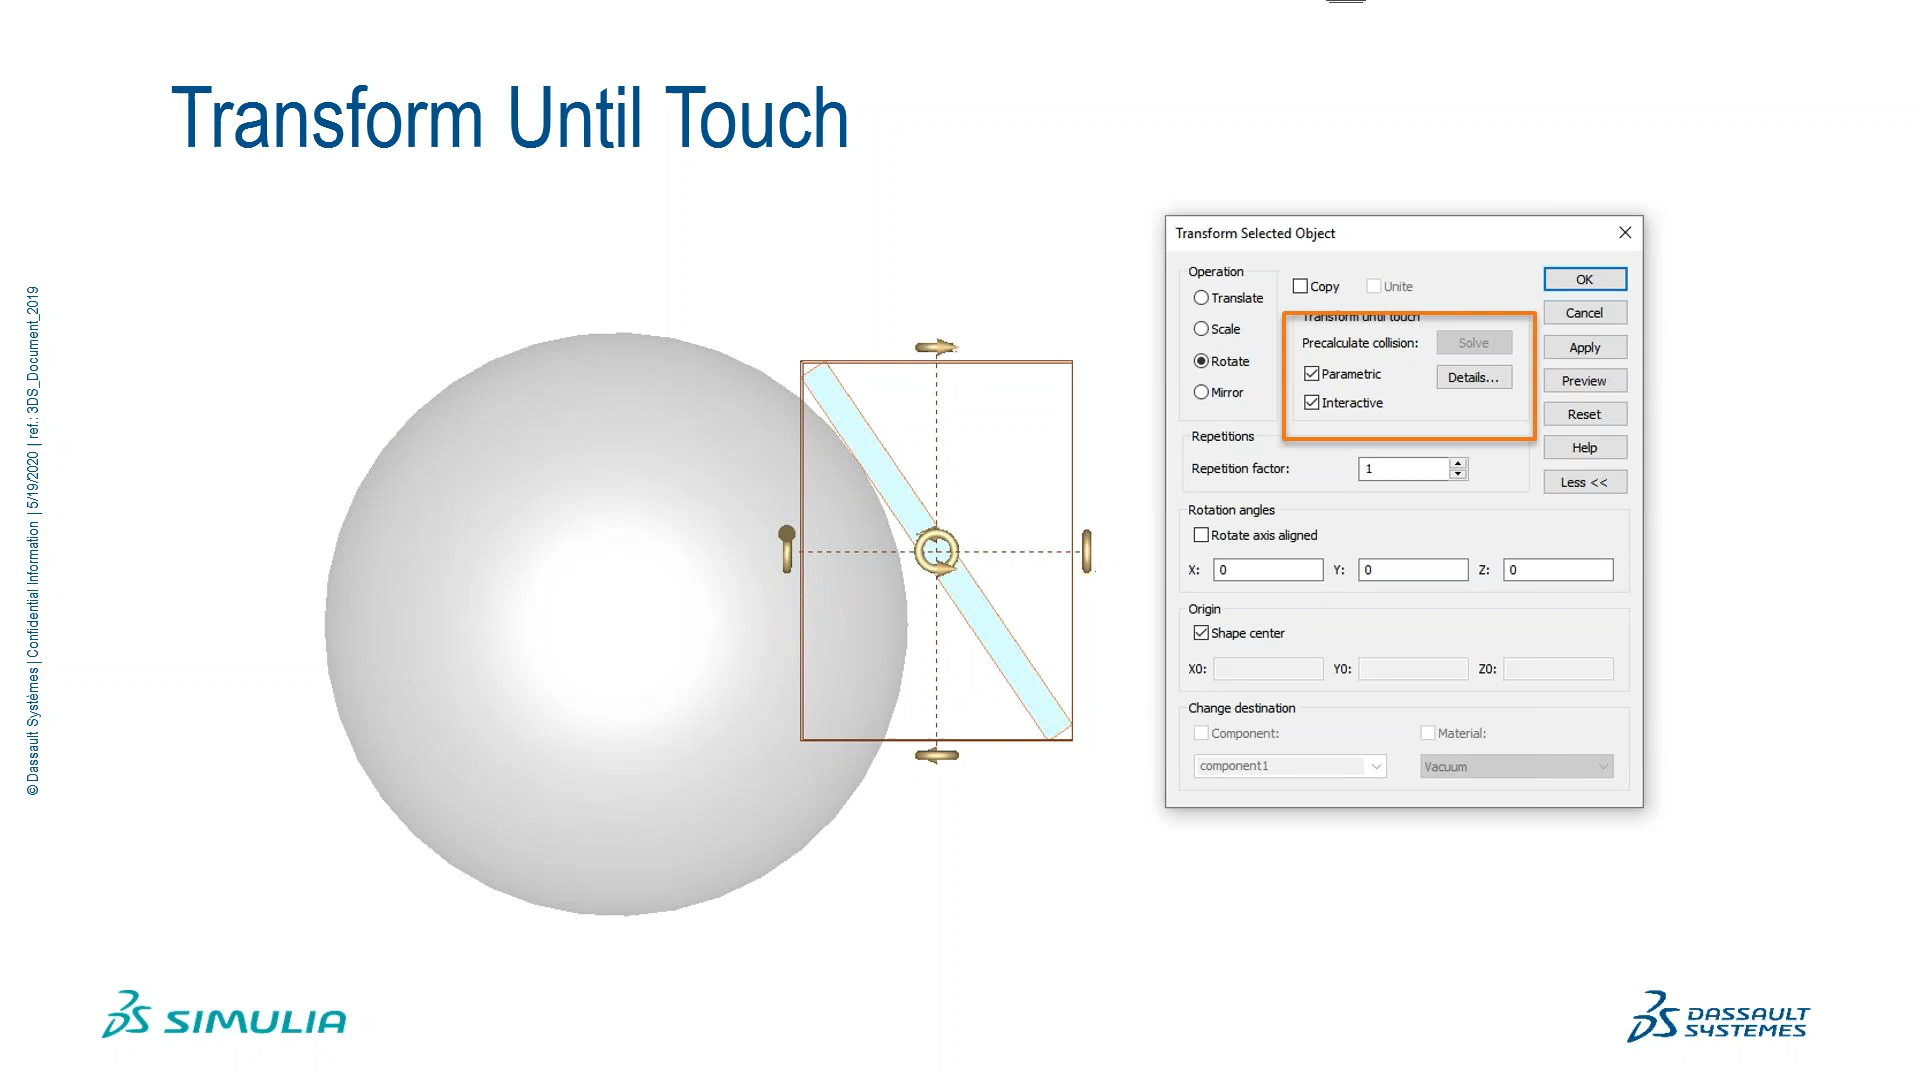 Transform Until Touch
© Dassault Systèmes | Confidential Information | 5/19/2020 | ref.: 3DS_Document_2019
Transform Selected Object
Operation
Translate
Scale
Rotate
Mirror
Copy
Unite
Transform until touch
Precalculate collision:
Solve
Parametric
Details...
Interactive
OK
Cancel
Apply
Preview
Reset
Help
Less <<
Repetitions
Repetition factor:
1
Rotation angles
Rotate axis aligned
X: 0 Y: 0 Z: 0
Origin
Shape center
X0: Y0: Z0:
Change destination
Component: Material:
component1 Vacuum
3DS SIMULIA
3DS DASSAULT
SYSTEMES